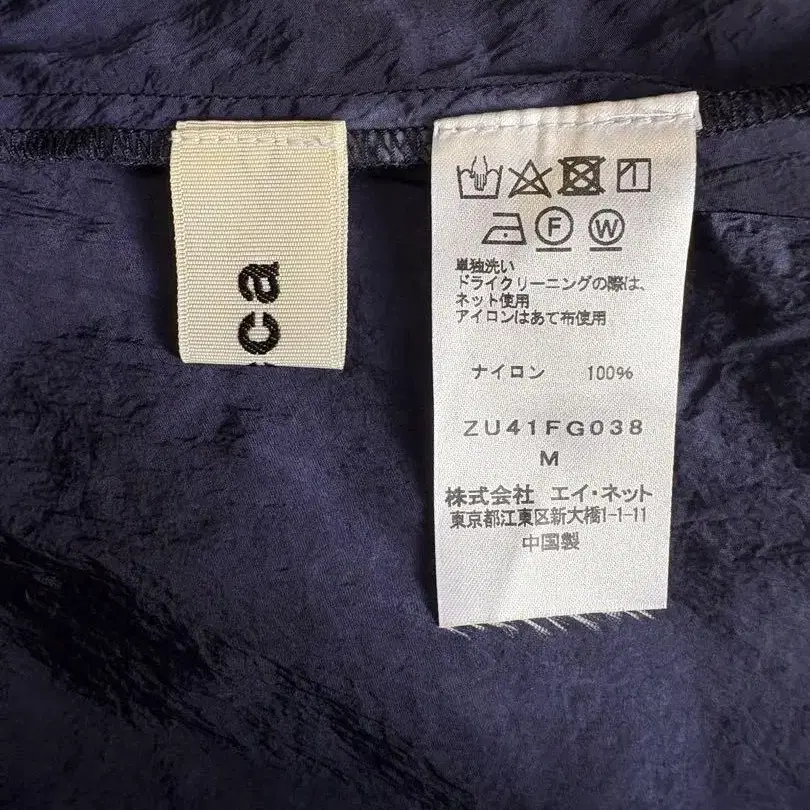 ca
F W
単独洗い
ドライクリーニングの際は、
ネット使用
アイロンはあて布使用
ナイロン 100%
ZU41FG038
M
株式会社 エイ・ネット
東京都江東区新大橋1-1-11
中国製